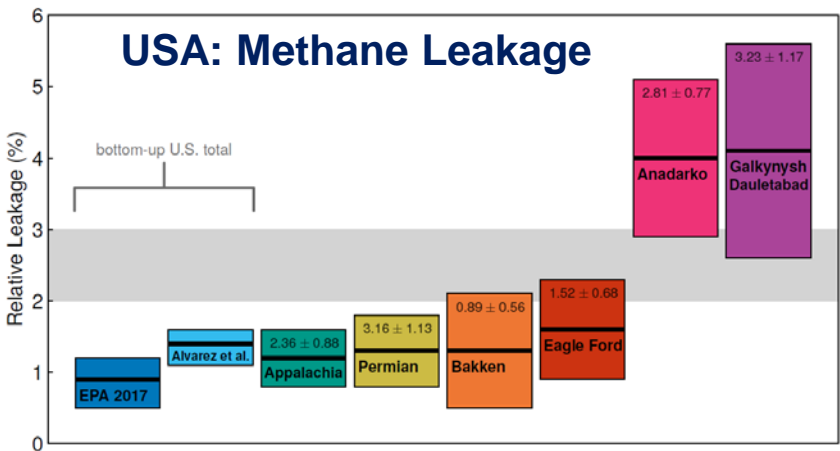 USA: Methane Leakage
Relative Leakage (%)
6
5
4
3
2
1
0
bottom-up U.S. total
EPA 2017
Alvarez et al.
2.36 ± 0.88
Appalachia
3.16 ± 1.13
Permian
0.89 ± 0.56
Bakken
1.52 ± 0.68
Eagle Ford
2.81 ± 0.77
Anadarko
3.23 ± 1.17
Galkynysh
Dauletabad